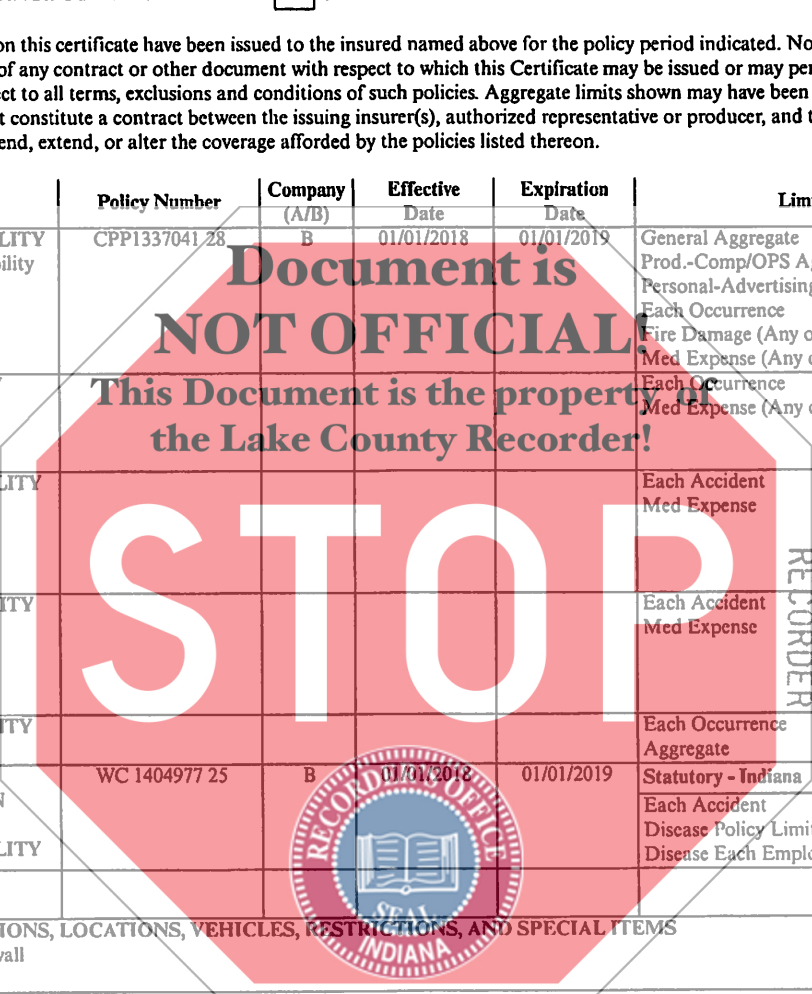 on this certificate have been issued to the insured named above for the policy period indicated. No
of any contract or other document with respect to which this Certificate may be issued or may per
ect to all terms, exclusions and conditions of such policies. Aggregate limits shown may have been
t constitute a contract between the issuing insurer(s), authorized representative or producer, and t
end, extend, or alter the coverage afforded by the policies listed thereon.
Policy Number Company (A/B) Effective Date Expiration Date Lim
LITY CPP1337041 28 B 01/01/2018 01/01/2019 General Aggregate
bility Prod.-Comp/OPS A
Personal-Advertising
Each Occurrence
Fire Damage (Any o
Med Expense (Any o
Each Occurrence
Med Expense (Any o
Document is
NOT OFFICIAL!
This Document is the property of
the Lake County Recorder!
LITY Each Accident
Med Expense
STOP
ITY Each Accident
Med Expense
RECORDER
ITY Each Occurrence
Aggregate
WC 1404977 25 B 01/01/2018 01/01/2019 Statutory - Indiana
N Each Accident
Disease Policy Limi
LITY Disease Each Emplo
RECORDER'S OFFICE
SEAL
INDIANA
IONS, LOCATIONS, VEHICLES, RESTRICTIONS, AND SPECIAL ITEMS
wall